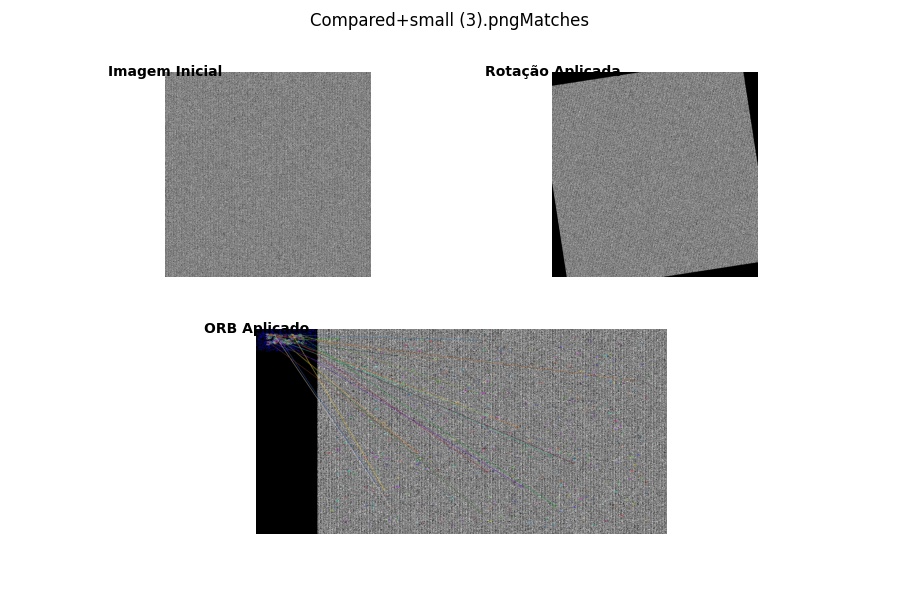 Compared+small (3).pngMatches
Imagem Inicial
Rotação Aplicada
ORB Aplicado